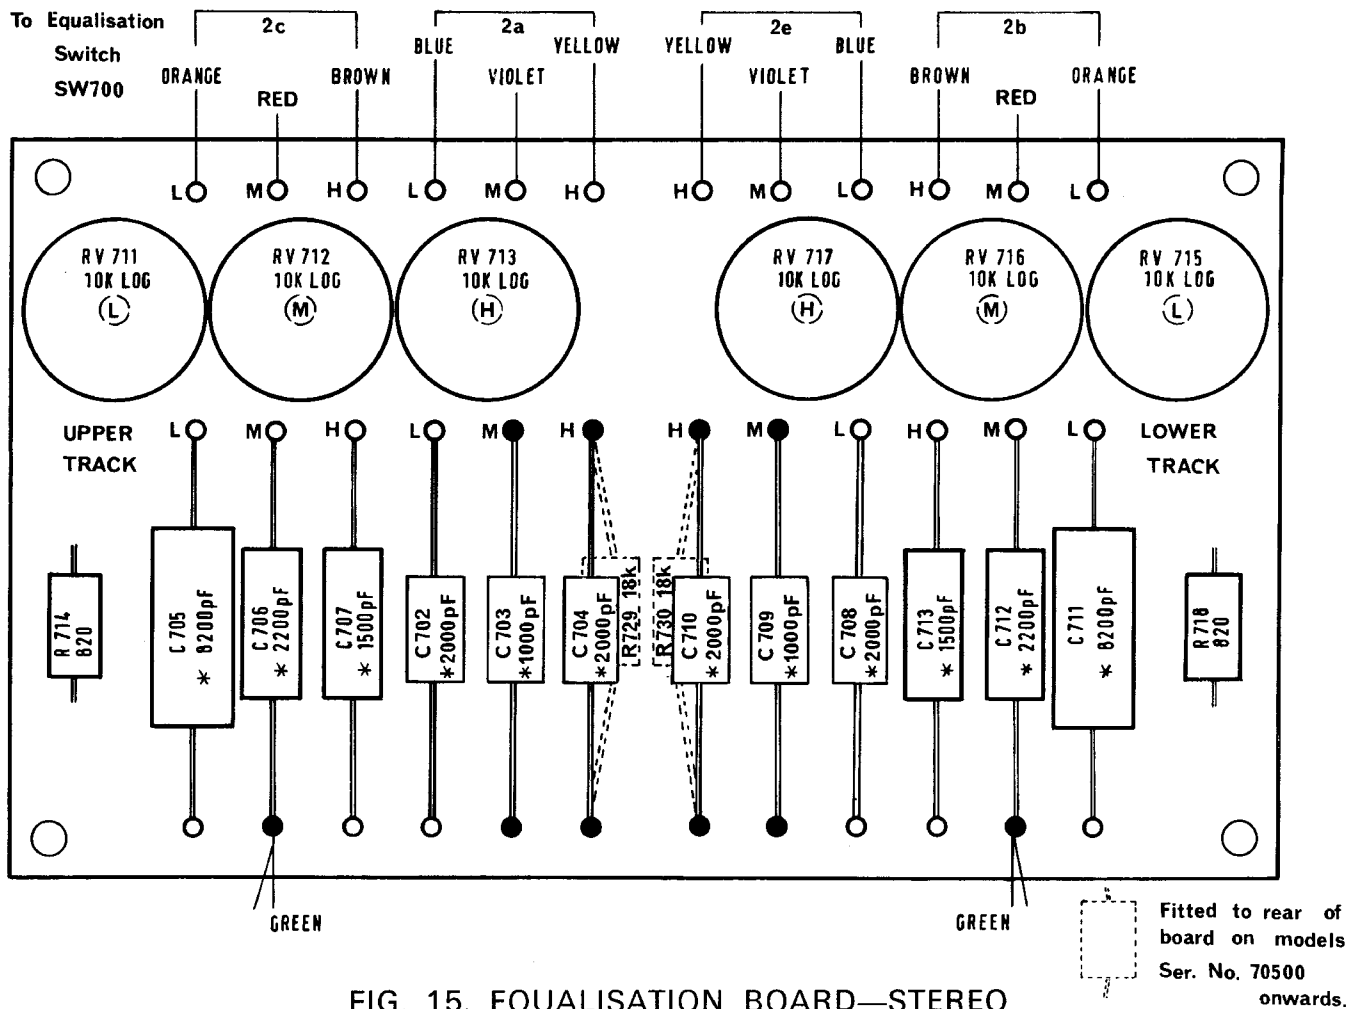 To Equalisation
Switch
SW700
2c
2a
2e
2b
ORANGE
RED
BROWN
BLUE
VIOLET
YELLOW
YELLOW
VIOLET
BLUE
BROWN
RED
ORANGE
L M H L M H H M L H M L
RV 711
10K LOG
L
RV 712
10K LOG
M
RV 713
10K LOG
H
RV 717
10K LOG
H
RV 716
10K LOG
M
RV 715
10K LOG
L
UPPER
TRACK
L M H L M H H M L H M L
LOWER
TRACK
R 714
820
C 705
* 8200pF
C 706
* 2200pF
C 707
* 1500pF
C 702
*2000pF
C 703
*1000pF
C 704
*2000pF
R729 18k
R730 18k
C 710
*2000pF
C 709
*1000pF
C 708
*2000pF
C 713
* 1500pF
C 712
* 2200pF
C 711
* 8200pF
R 718
820
GREEN
GREEN
Fitted to rear of
board on models
Ser. No. 70500
onwards.
FIG. 15. EQUALISATION BOARD—STEREO